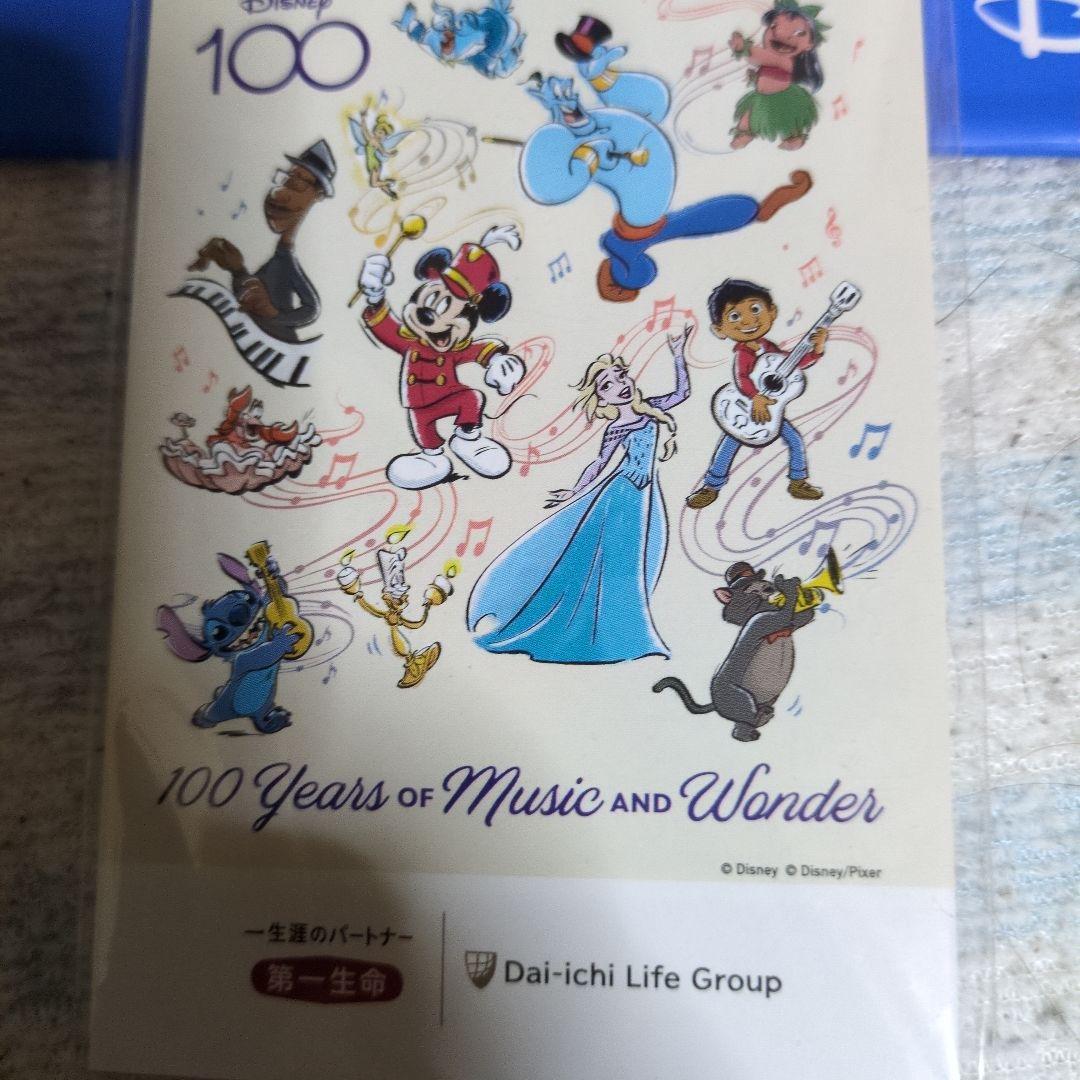 Disney
100
100 Years of Music and Wonder
© Disney © Disney/Pixer
一生涯のパートナー
第一生命
Dai-ichi Life Group